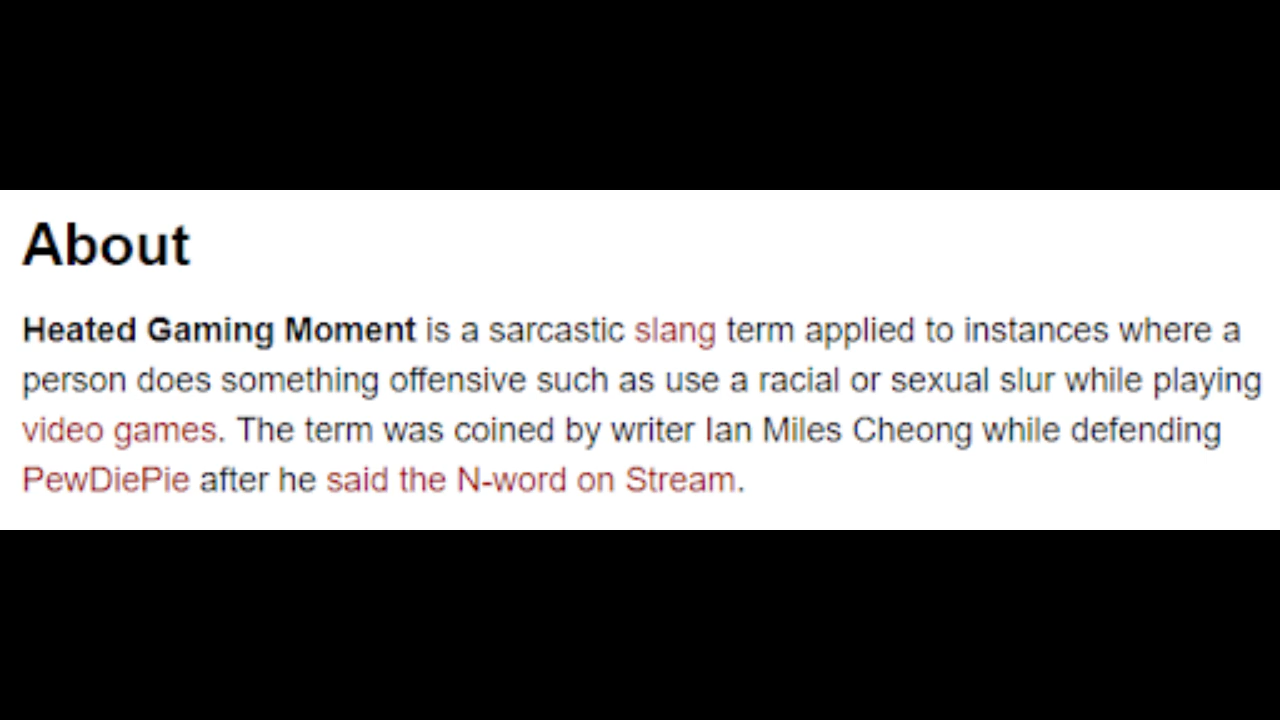 About
Heated Gaming Moment is a sarcastic slang term applied to instances where a
person does something offensive such as use a racial or sexual slur while playing
video games. The term was coined by writer Ian Miles Cheong while defending
PewDiePie after he said the N-word on Stream.